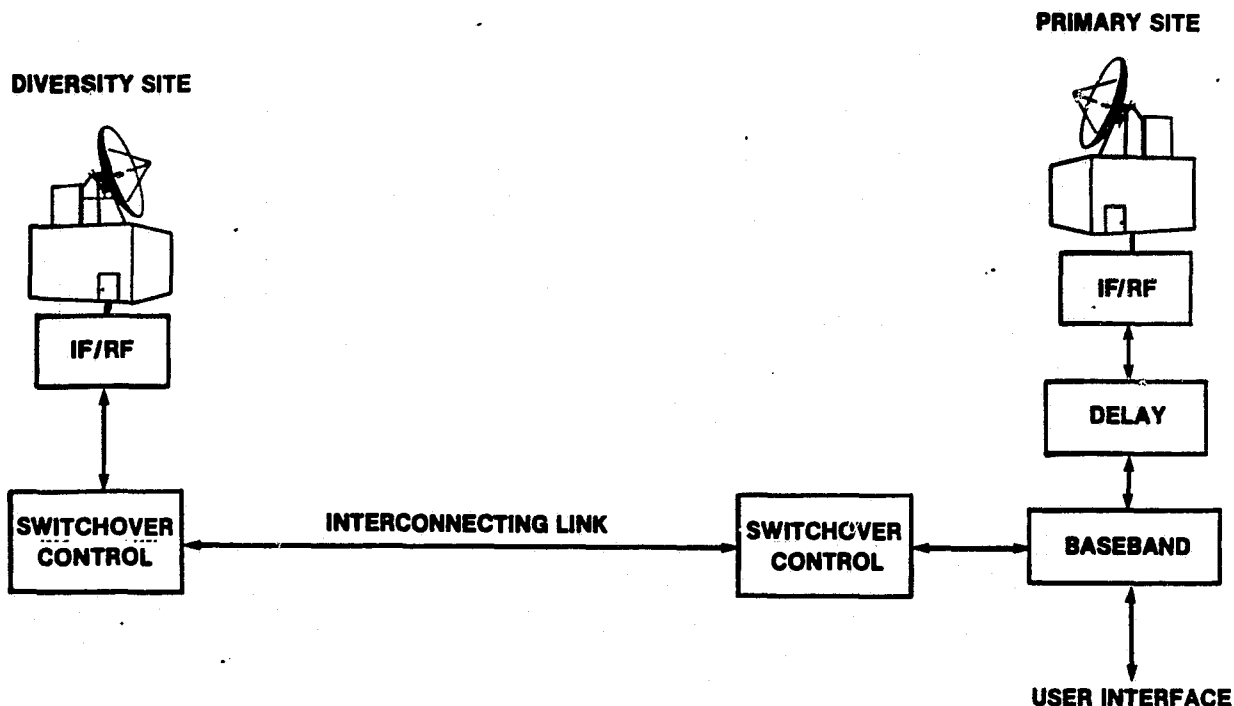 PRIMARY SITE
DIVERSITY SITE
IF/RF
IF/RF
DELAY
SWITCHOVER
CONTROL
INTERCONNECTING LINK
SWITCHOVER
CONTROL
BASEBAND
USER INTERFACE